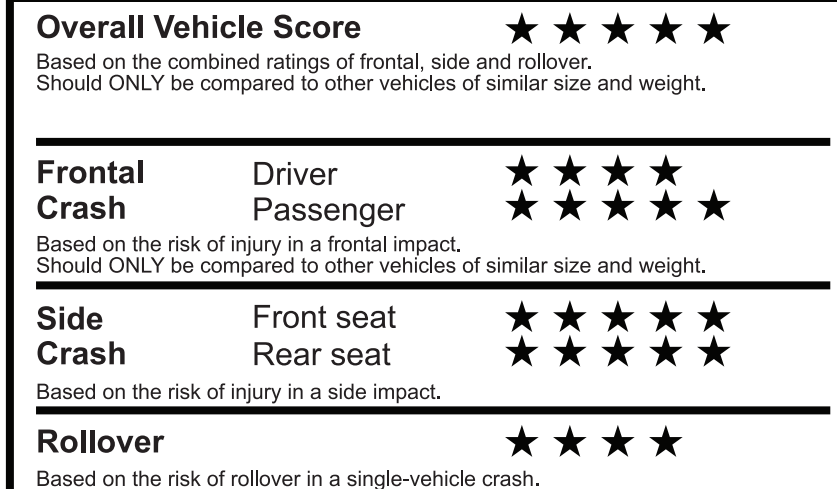 Overall Vehicle Score ★ ★ ★ ★ ★
Based on the combined ratings of frontal, side and rollover.
Should ONLY be compared to other vehicles of similar size and weight.
Frontal Driver ★ ★ ★ ★
Crash Passenger ★ ★ ★ ★ ★
Based on the risk of injury in a frontal impact.
Should ONLY be compared to other vehicles of similar size and weight.
Side Front seat ★ ★ ★ ★ ★
Crash Rear seat ★ ★ ★ ★ ★
Based on the risk of injury in a side impact.
Rollover ★ ★ ★ ★
Based on the risk of rollover in a single-vehicle crash.